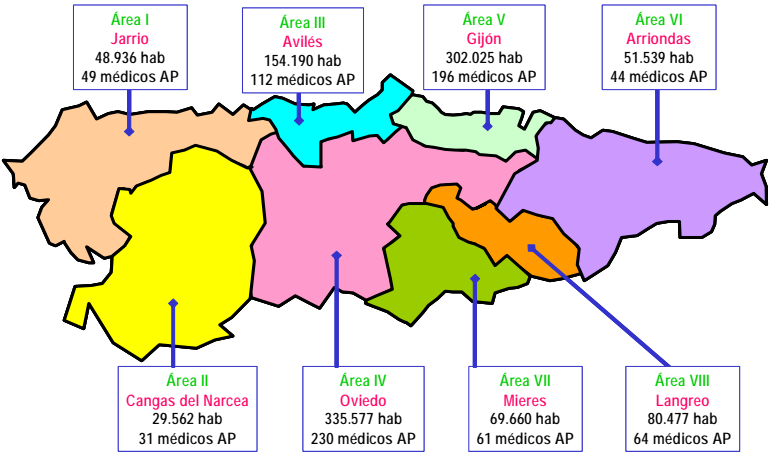 Área I
Jarrio
48.936 hab
49 médicos AP
Área III
Avilés
154.190 hab
112 médicos AP
Área V
Gijón
302.025 hab
196 médicos AP
Área VI
Arriondas
51.539 hab
44 médicos AP
Área II
Cangas del Narcea
29.562 hab
31 médicos AP
Área IV
Oviedo
335.577 hab
230 médicos AP
Área VII
Mieres
69.660 hab
61 médicos AP
Área VIII
Langreo
80.477 hab
64 médicos AP